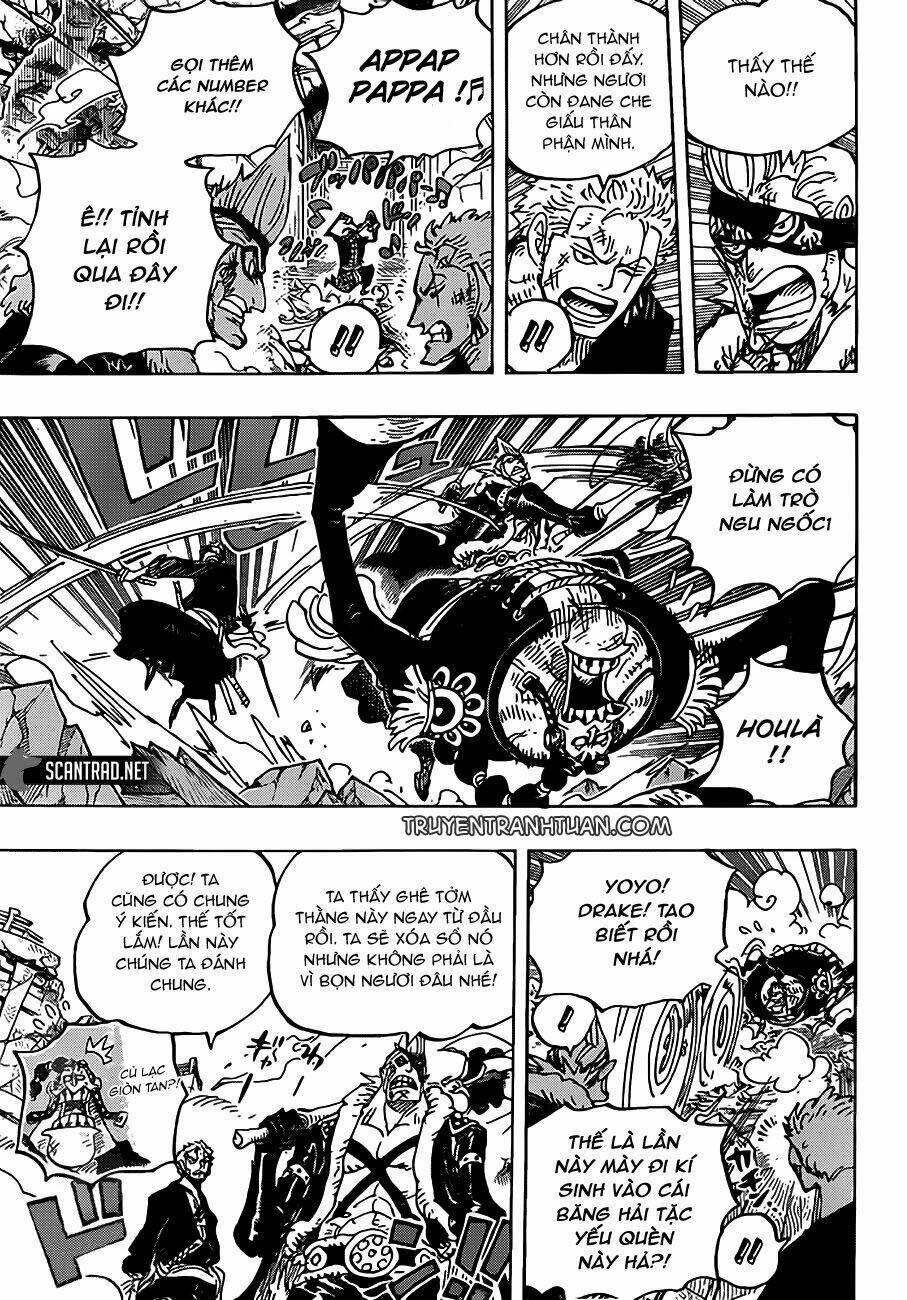 THẤY THẾ
NÀO!!
CHÂN THÀNH
HƠN RỒI ĐẤY.
NHƯNG NGƯƠI
CÒN ĐANG CHE
GIẤU THÂN
PHẬN MÌNH.
APPAP
PAPPA !♫
GỌI THÊM
CÁC NUMBER
KHÁC!!
Ê!! TỈNH
LẠI RỒI
QUA ĐÂY
ĐI!!
!!
!!
ĐỪNG CÓ
LÀM TRÒ
NGU NGỐC1
HOULÀ
!!
SCANTRAD.NET
TRUYENTRANHTUAN.COM
YOYO!
DRAKE! TAO
BIẾT RỒI
NHÁ!
!
THẾ LÀ LẦN
NÀY MÀY ĐI KÍ
SINH VÀO CÁI
BĂNG HẢI TẶC
YẾU QUÈN
NÀY HẢ?!
!!
TA THẤY GHÊ TỞM
THẰNG NÀY NGAY TỪ ĐẦU
RỒI. TA SẼ XÓA SỔ NÓ
NHƯNG KHÔNG PHẢI LÀ
VÌ BỌN NGƯƠI ĐÂU NHÉ!
ĐƯỢC! TA
CŨNG CÓ CHUNG
Ý KIẾN. THẾ TỐT
LẮM! LẦN NÀY
CHÚNG TA ĐÁNH
CHUNG.
CỦ LẠC
GIÒN TAN?!
ドド